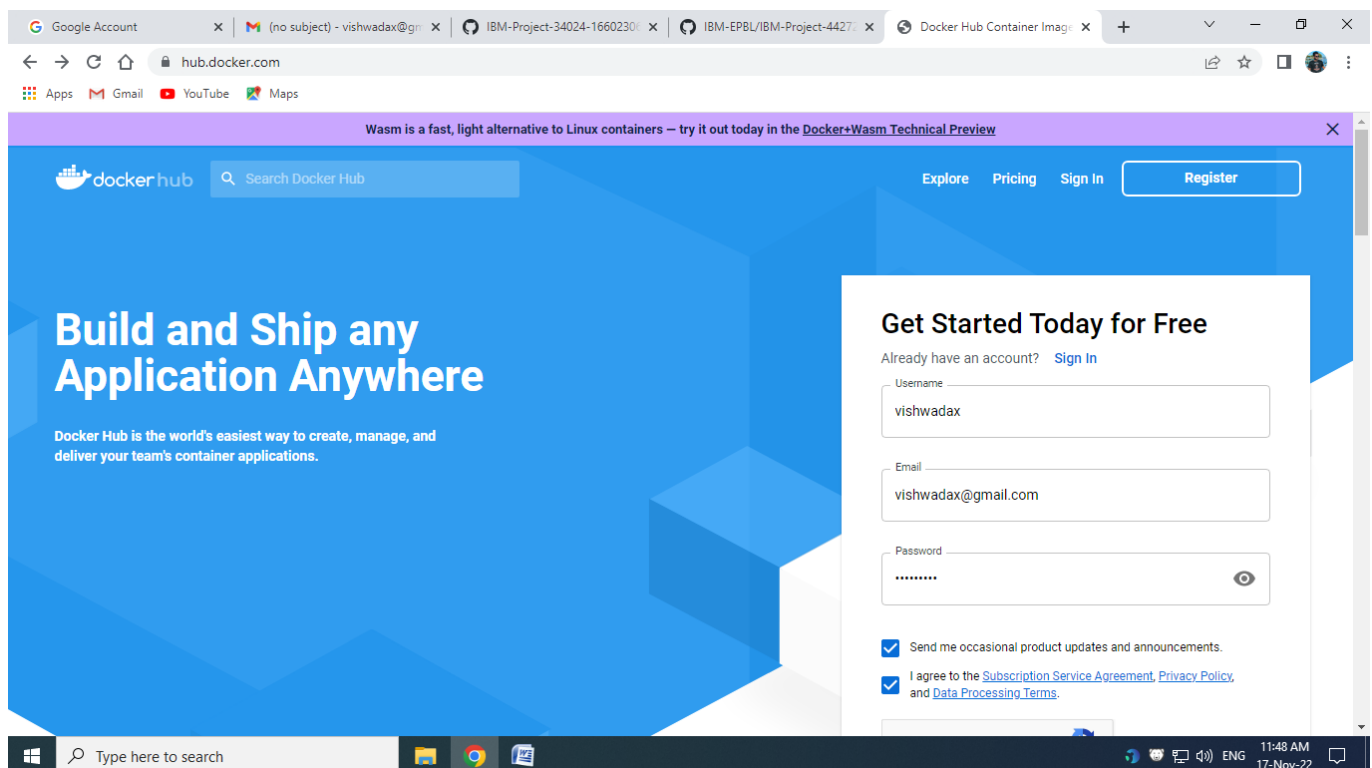 Google Account
(no subject) - vishwadax@gm
IBM-Project-34024-1660230
IBM-EPBL/IBM-Project-4427
Docker Hub Container Image
hub.docker.com
Apps Gmail YouTube Maps
Wasm is a fast, light alternative to Linux containers — try it out today in the Docker+Wasm Technical Preview
docker hub Search Docker Hub Explore Pricing Sign In Register
Build and Ship any
Application Anywhere
Docker Hub is the world's easiest way to create, manage, and
deliver your team's container applications.
Get Started Today for Free
Already have an account? Sign In
Username
vishwadax
Email
vishwadax@gmail.com
Password
•••••••••
Send me occasional product updates and announcements.
I agree to the Subscription Service Agreement, Privacy Policy,
and Data Processing Terms.
Type here to search
ENG
11:48 AM
17-Nov-22